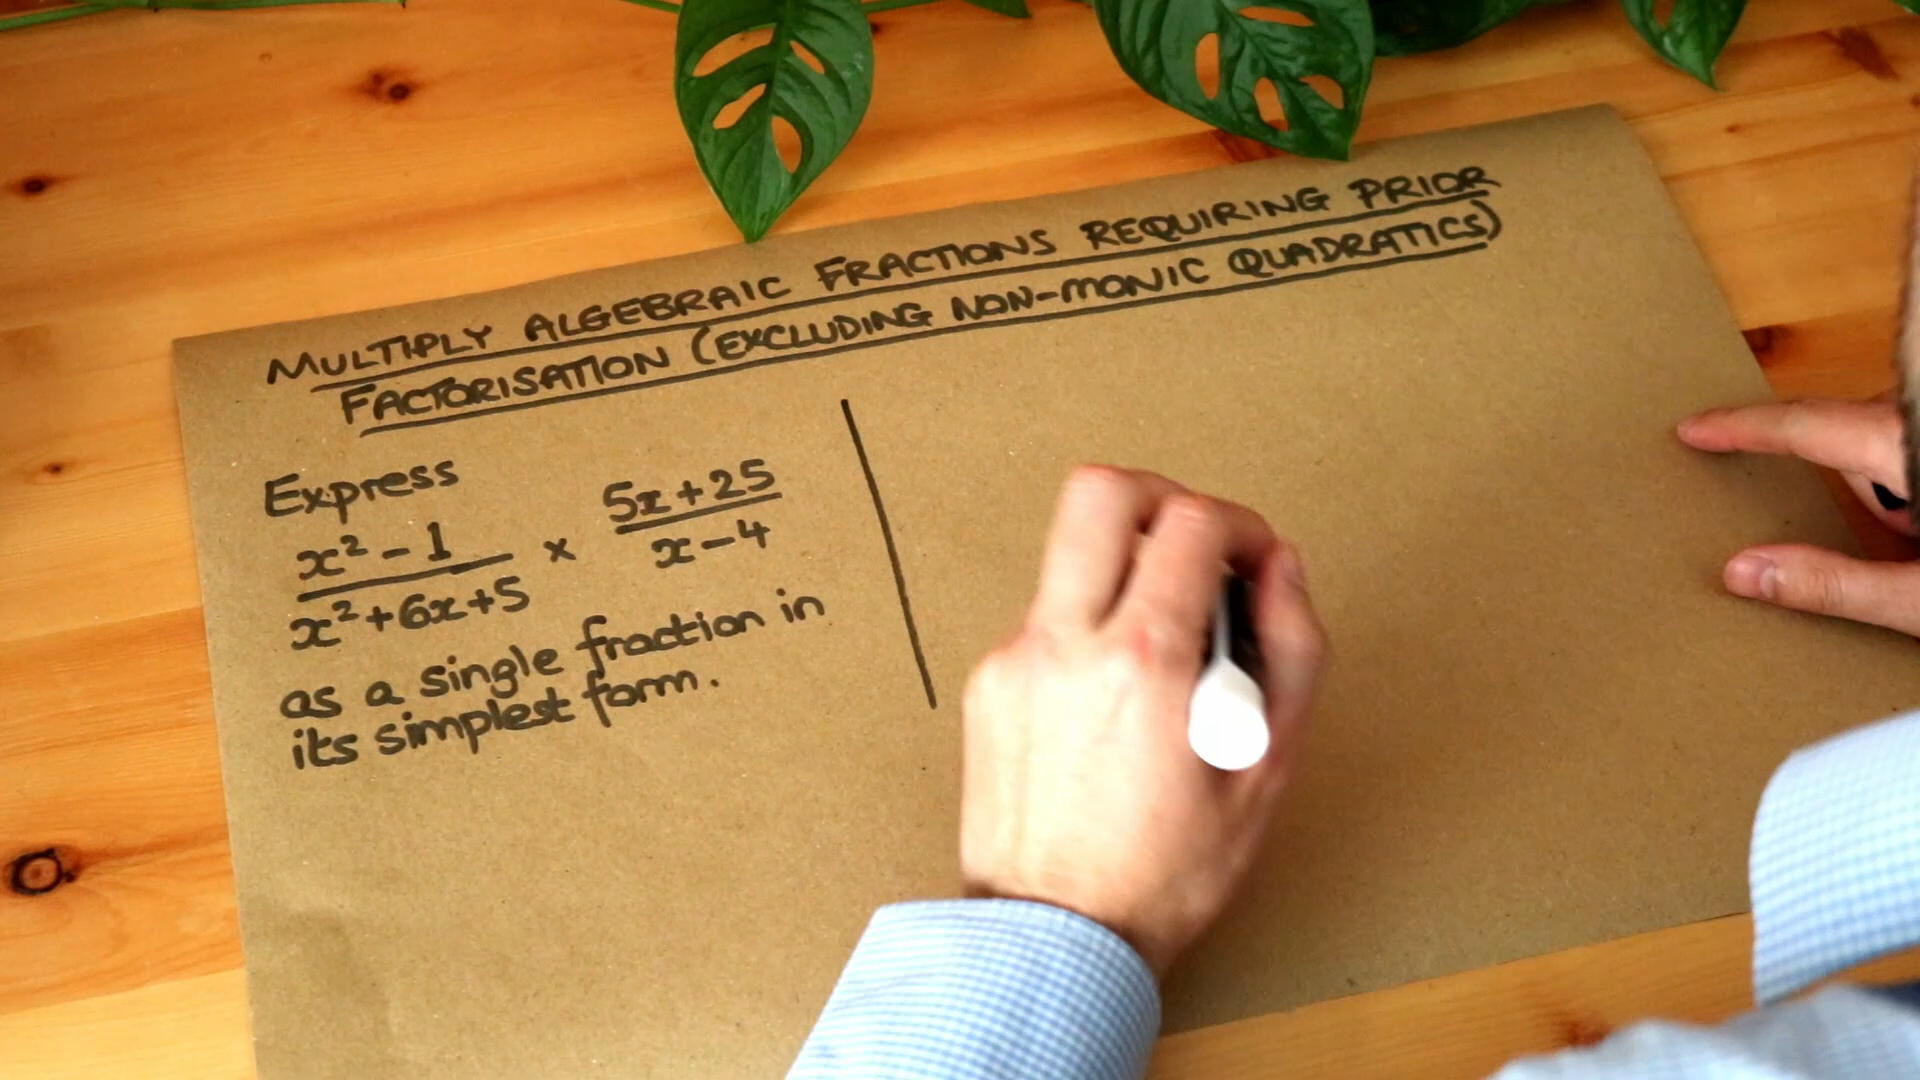 MULTIPLY ALGEBRAIC FRACTIONS REQUIRING PRIOR
FACTORISATION (EXCLUDING NON-MONIC QUADRATICS)
Express
x² - 1 / x² + 6x + 5 × 5x + 25 / x - 4
as a single fraction in
its simplest form.